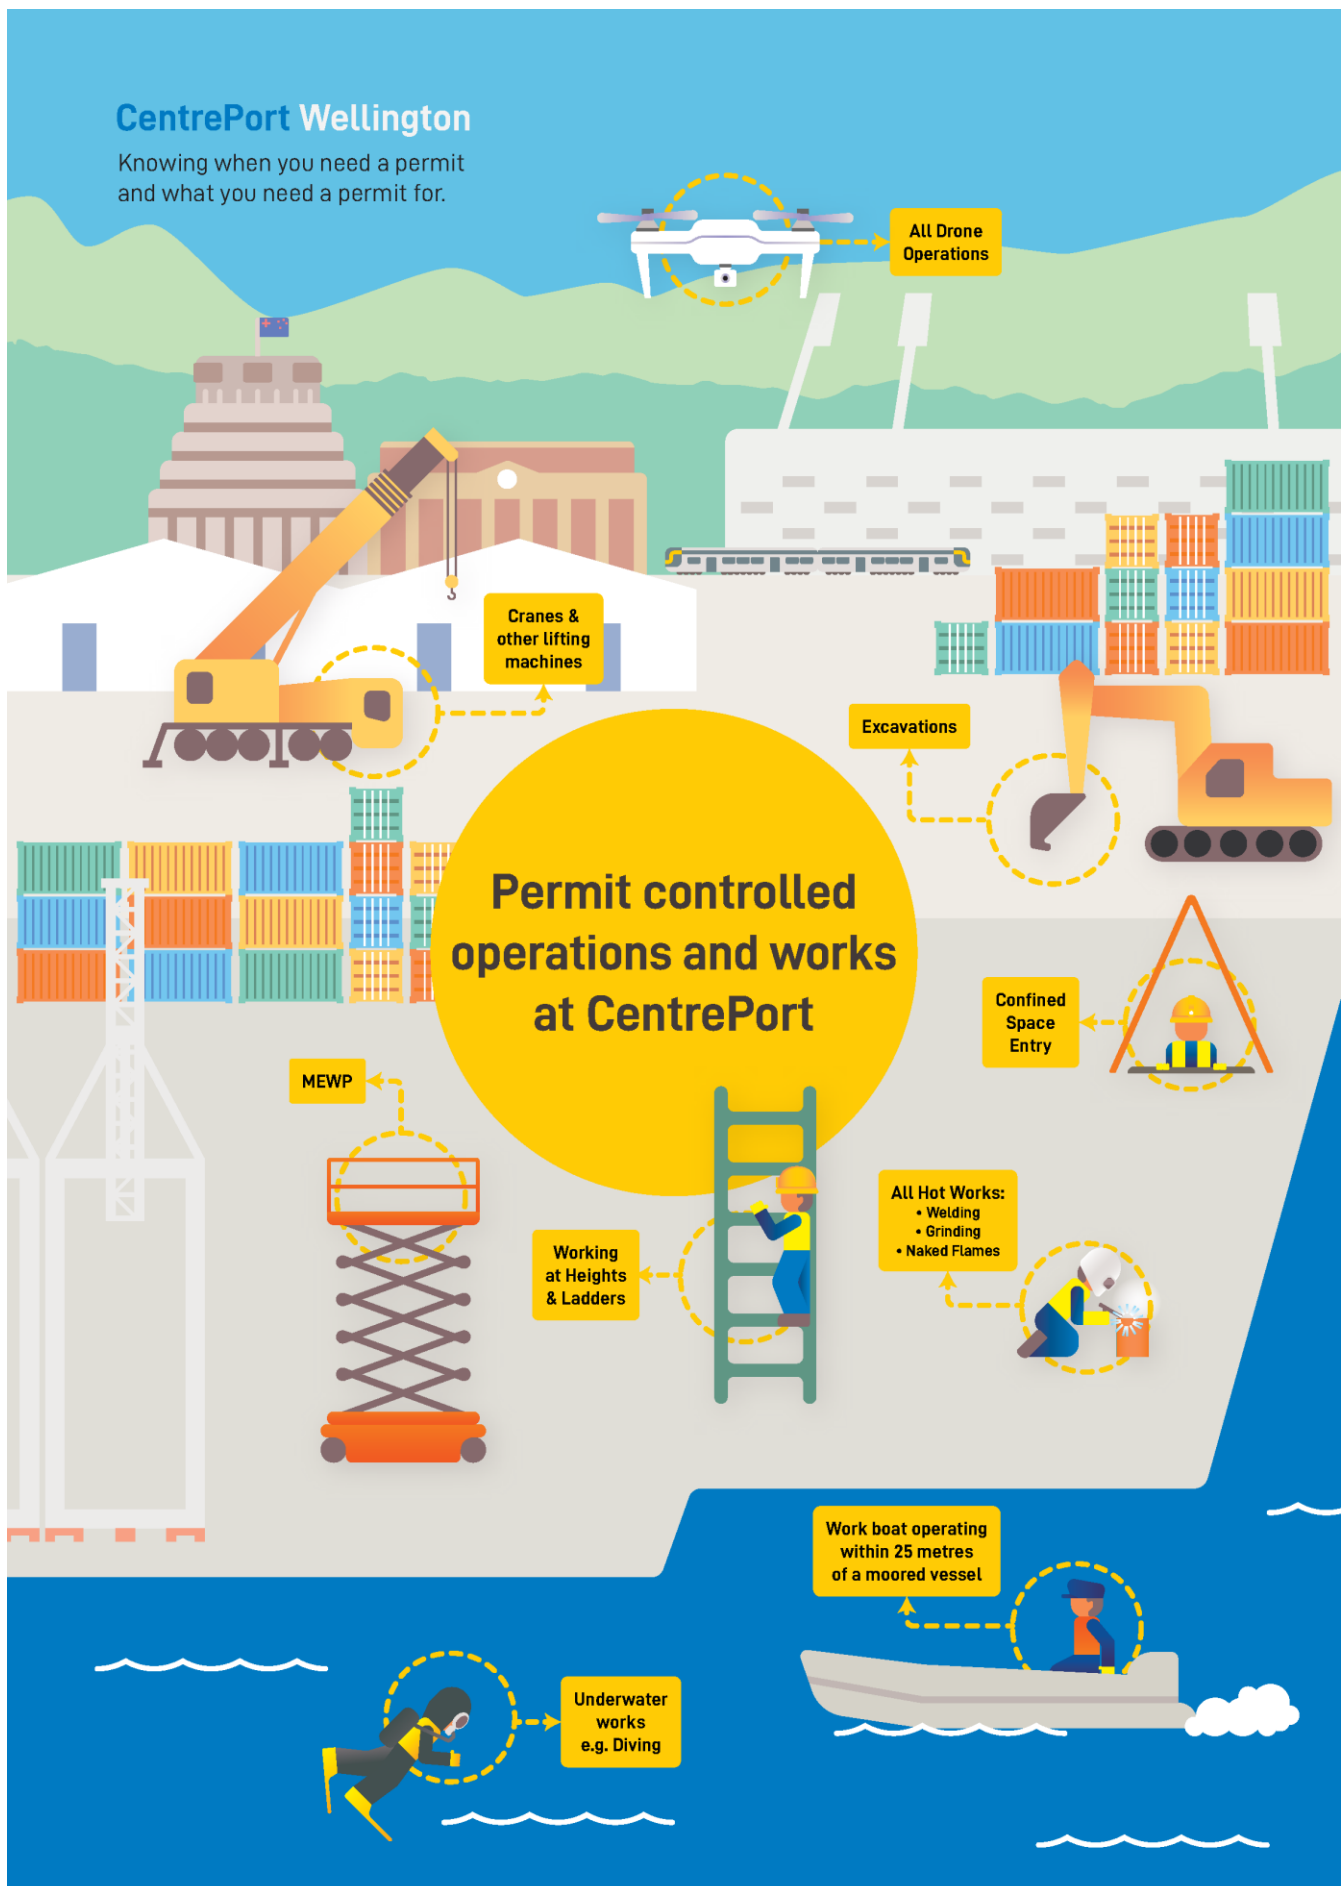 CentrePort Wellington
Knowing when you need a permit
and what you need a permit for.
All Drone
Operations
Cranes &
other lifting
machines
Excavations
Permit controlled
operations and works
at CentrePort
Confined
Space
Entry
MEWP
All Hot Works:
• Welding
• Grinding
• Naked Flames
Working
at Heights
& Ladders
Work boat operating
within 25 metres
of a moored vessel
Underwater
works
e.g. Diving